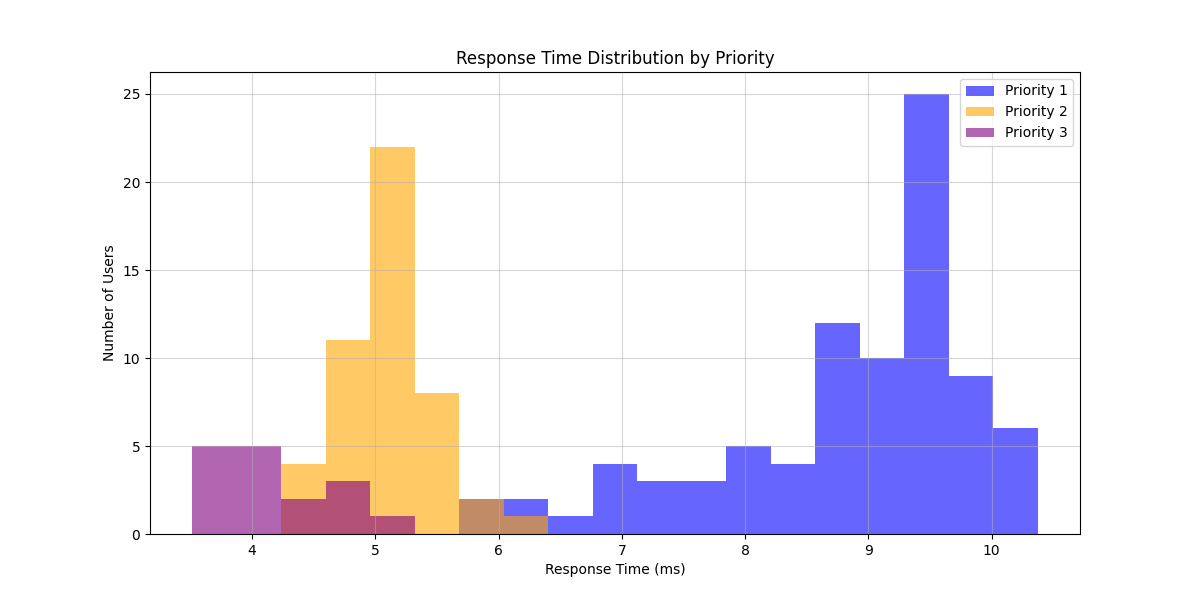 Response Time Distribution by Priority
Priority 1
Priority 2
Priority 3
Number of Users
25
20
15
10
5
0
4 5 6 7 8 9 10
Response Time (ms)